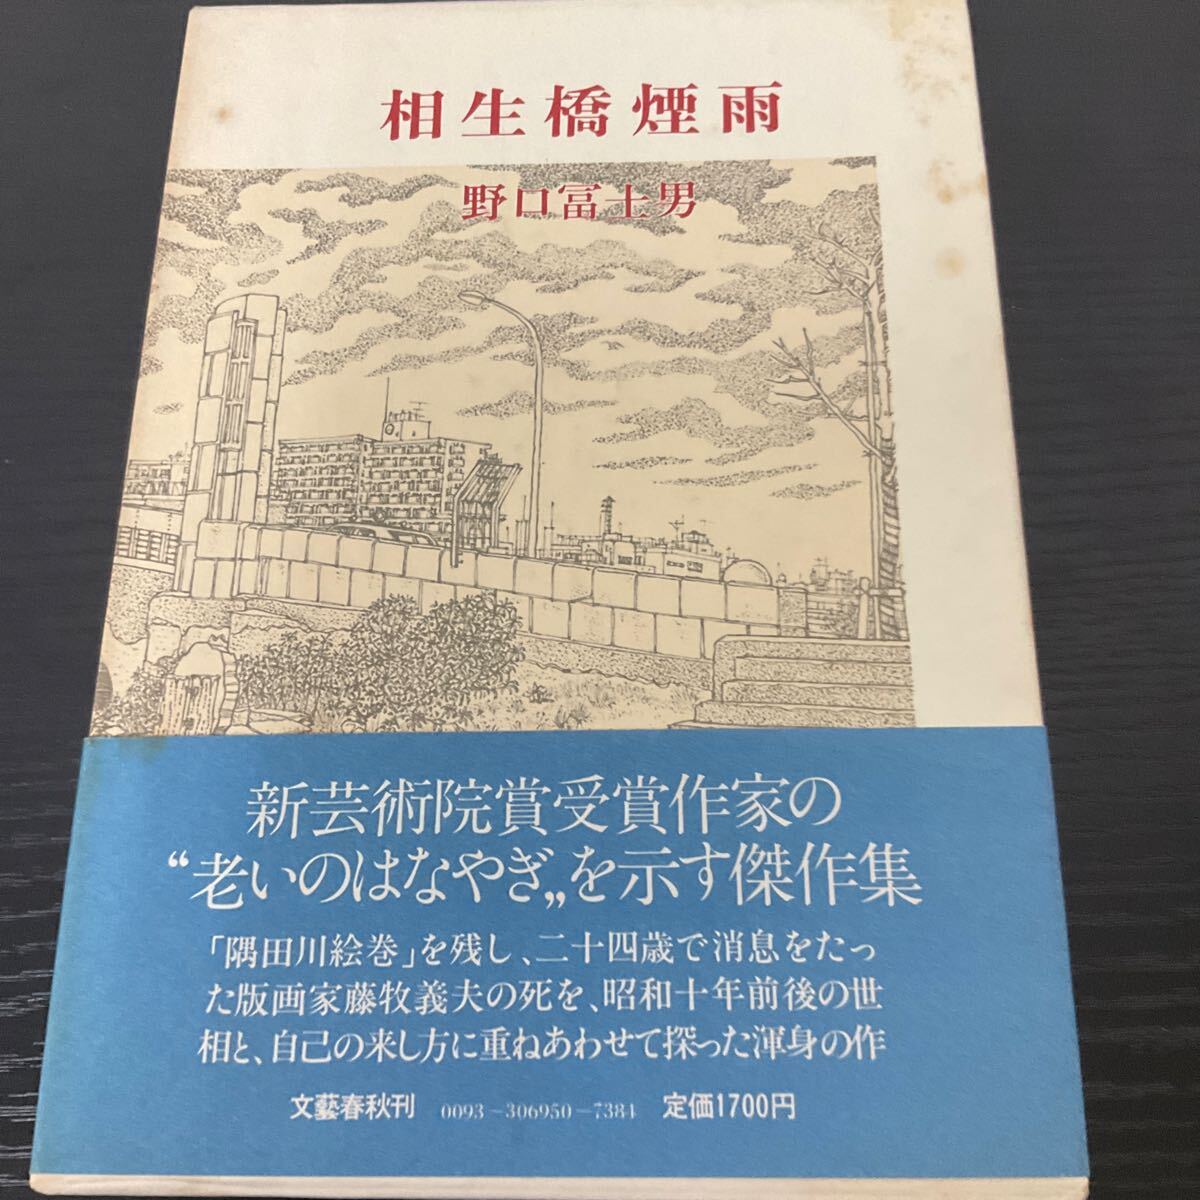 相生橋煙雨
野口冨士男
新芸術院賞受賞作家の
“老いのはなやぎ„を示す傑作集
「隅田川絵巻」を残し、二十四歳で消息をたっ
た版画家藤牧義夫の死を、昭和十年前後の世
相と、自己の来し方に重ねあわせて探った渾身の作
文藝春秋刊 0093-306950-7384 定価1700円